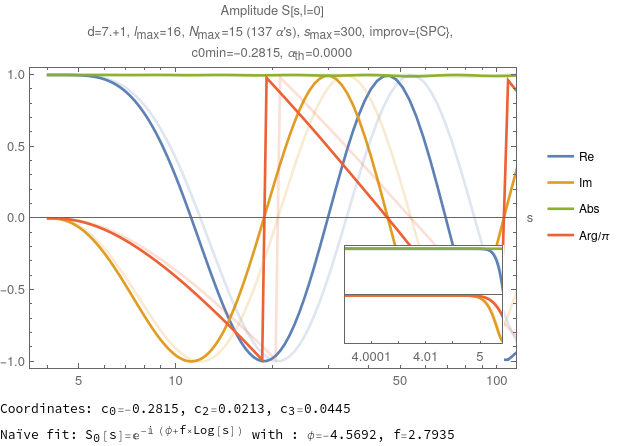 Amplitude S[s,l=0]
d=7.+1, lmax=16, Nmax=15 (137 α's), smax=300, improv={SPC},
c0min=-0.2815, αth=0.0000
1.0
0.5
0.0
-0.5
-1.0
s
Re
Im
Abs
Arg/π
4.0001 4.01 5
5 10 50 100
Coordinates: c0=-0.2815, c2=0.0213, c3=0.0445
Naïve fit: S0[s]=e^-i (ϕ+f×Log[s]) with : ϕ=-4.5692, f=2.7935